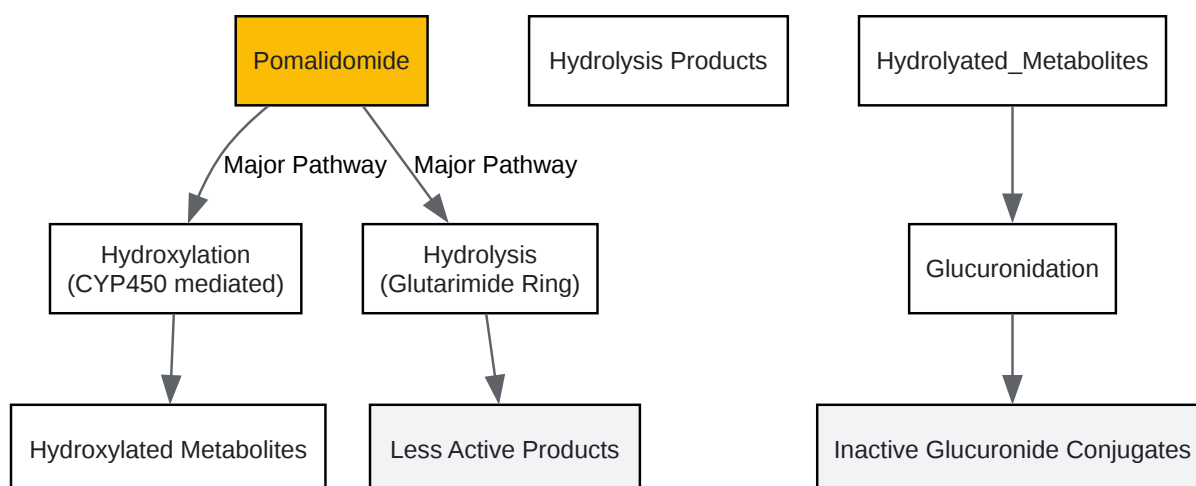 Pomalidomide
Hydrolysis Products
Hydrolyated_Metabolites
Major Pathway
Major Pathway
Hydroxylation
(CYP450 mediated)
Hydrolysis
(Glutarimide Ring)
Glucuronidation
Hydroxylated Metabolites
Less Active Products
Inactive Glucuronide Conjugates